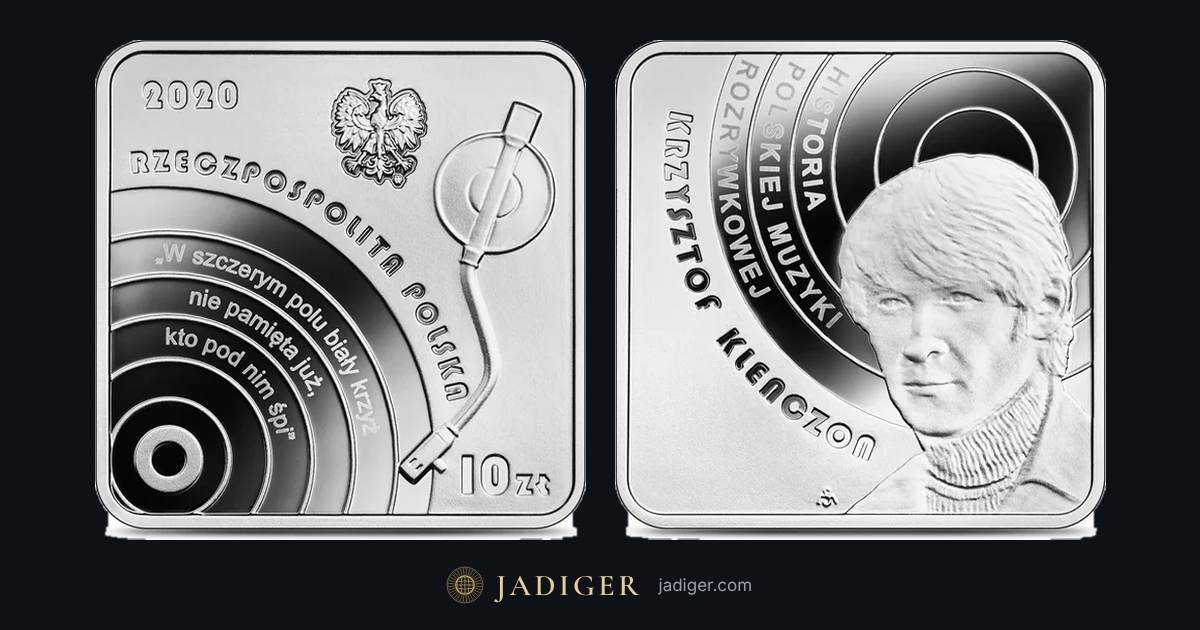 2020
RZECZPOSPOLITA POLSKA
„W szczerym polu biały krzyż
nie pamięta już,
kto pod nim śpi”
10 zł
HISTORIA
POLSKIEJ MUZYKI
ROZRYWKOWEJ
KRZYSZTOF KLENCZON
JADIGER
jadiger.com